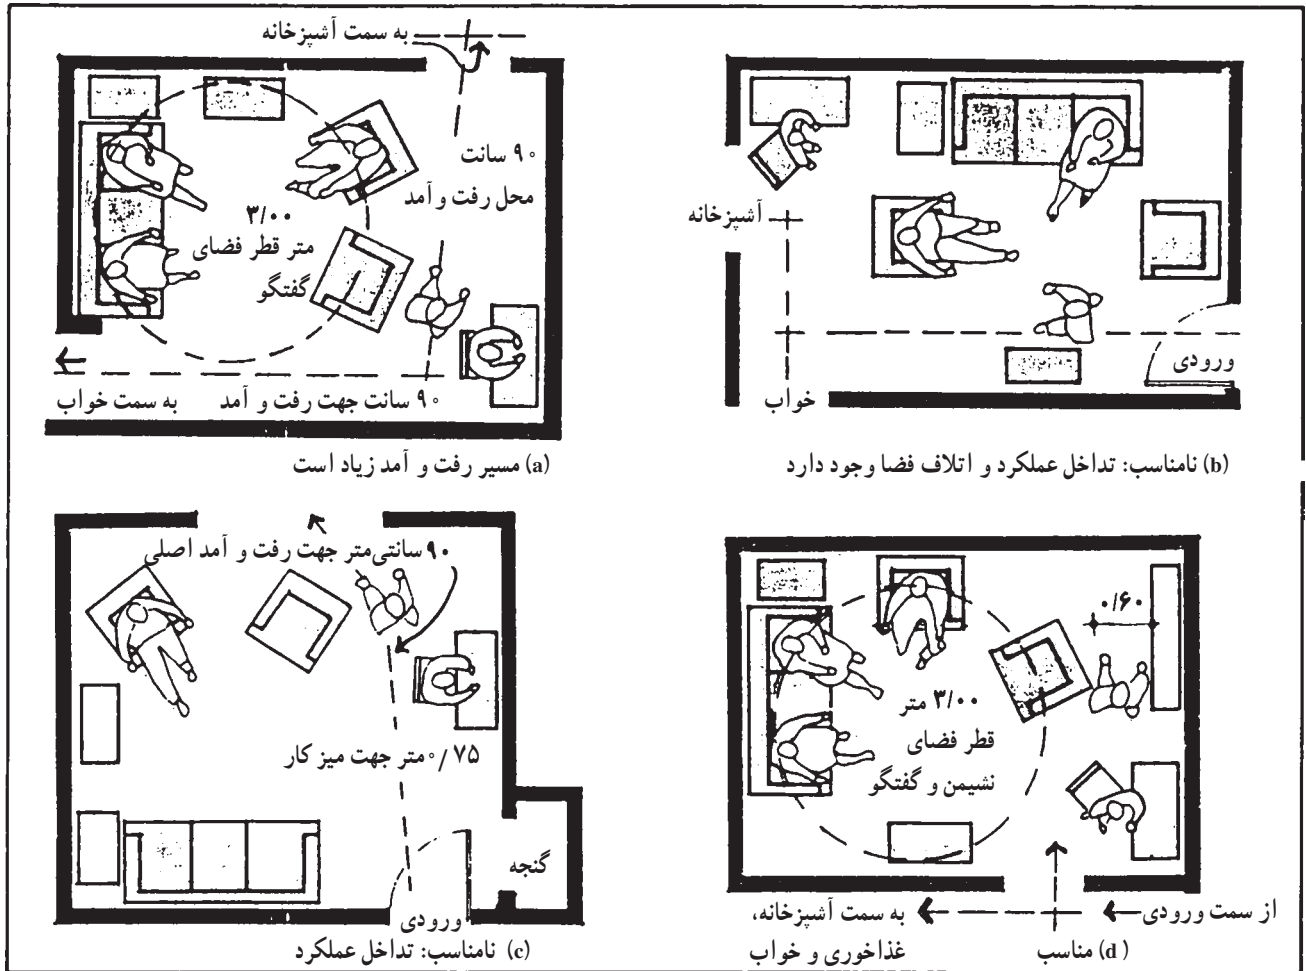 به سمت آشپزخانه
۹۰ سانت
محل رفت و آمد
۳/۰۰
متر قطر فضای
گفتگو
به سمت خواب
۹۰ سانت جهت رفت و آمد
(a) مسیر رفت و آمد زیاد است
آشپزخانه
ورودی
خواب
(b) نامناسب: تداخل عملکرد و اتلاف فضا وجود دارد
۹۰ سانتی‌متر جهت رفت و آمد اصلی
۰/۷۵ متر جهت میز کار
گنجه
ورودی
(c) نامناسب: تداخل عملکرد
۰/۶۰
۳/۰۰ متر
قطر فضای
نشیمن و گفتگو
از سمت ورودی
به سمت آشپزخانه،
غذاخوری و خواب
(d) مناسب